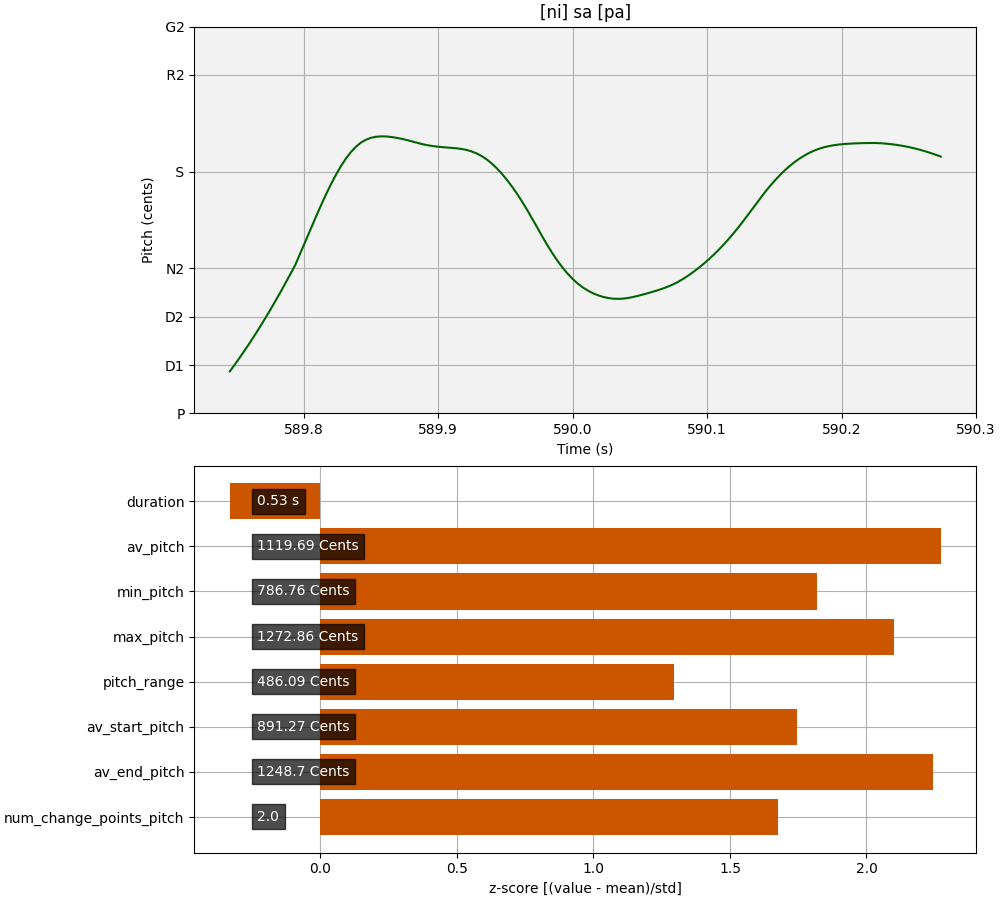 [ni] sa [pa]
G2
R2
S
N2
D2
D1
P
Pitch (cents)
589.8 589.9 590.0 590.1 590.2 590.3
Time (s)
duration 0.53 s
av_pitch 1119.69 Cents
min_pitch 786.76 Cents
max_pitch 1272.86 Cents
pitch_range 486.09 Cents
av_start_pitch 891.27 Cents
av_end_pitch 1248.7 Cents
num_change_points_pitch 2.0
0.0 0.5 1.0 1.5 2.0
z-score [(value - mean)/std]